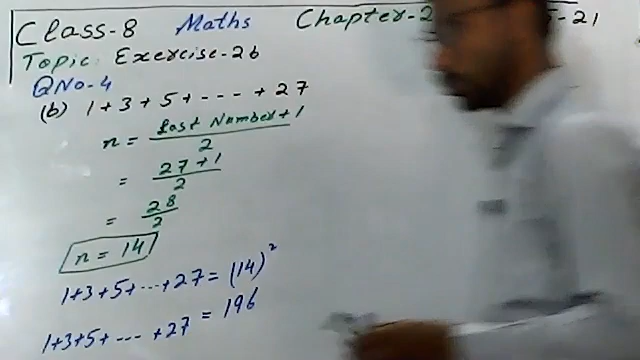 Class-8 Maths Chapter-2 5-21
Topic: Exercise-2b
QNo-4
(b) 1+3+5+---+27
n = Last Number+1
2
= 27+1
2
= 28
2
n = 14
1+3+5+---+27 = (14)²
1+3+5+---+27 = 196